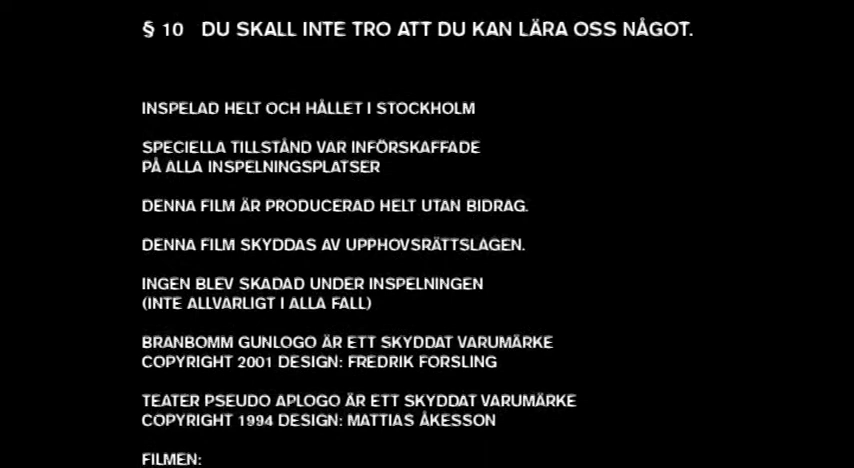 § 10 DU SKALL INTE TRO ATT DU KAN LÄRA OSS NÅGOT.
INSPELAD HELT OCH HÅLLET I STOCKHOLM
SPECIELLA TILLSTÅND VAR INFÖRSKAFFADE
PÅ ALLA INSPELNINGSPLATSER
DENNA FILM ÄR PRODUCERAD HELT UTAN BIDRAG.
DENNA FILM SKYDDAS AV UPPHOVSRÄTTSLAGEN.
INGEN BLEV SKADAD UNDER INSPELNINGEN
(INTE ALLVARLIGT I ALLA FALL)
BRANBOMM GUNLOGO ÄR ETT SKYDDAT VARUMÄRKE
COPYRIGHT 2001 DESIGN: FREDRIK FORSLING
TEATER PSEUDO APLOGO ÄR ETT SKYDDAT VARUMÄRKE
COPYRIGHT 1994 DESIGN: MATTIAS ÅKESSON
FILMEN: